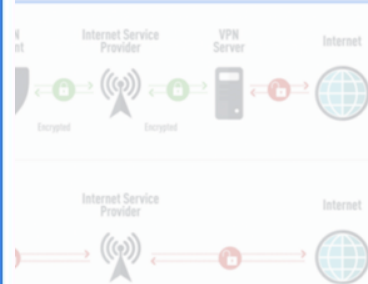 Internet Service
Provider
VPN
Server
Internet
Encrypted
Encrypted
Internet Service
Provider
Internet